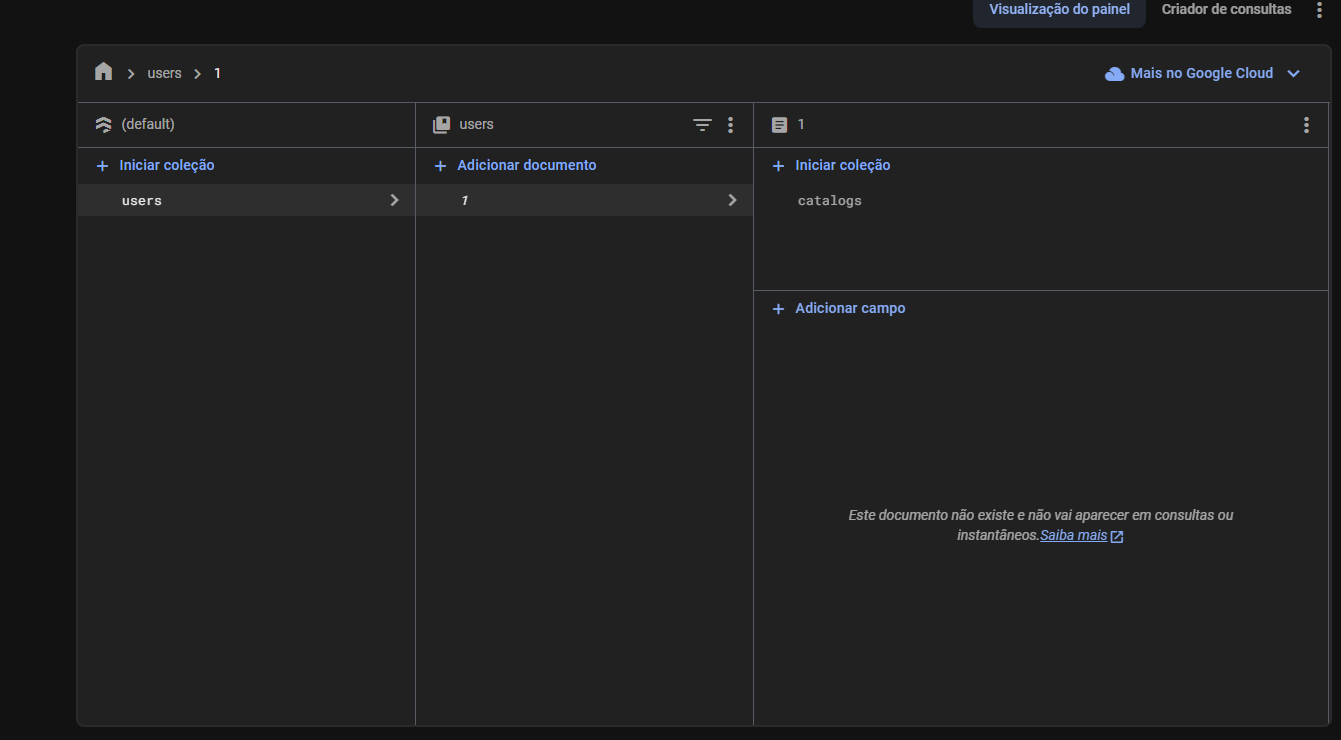 Visualização do painel
Criador de consultas
users
1
Mais no Google Cloud
(default)
users
1
Iniciar coleção
Adicionar documento
Iniciar coleção
users
1
catalogs
Adicionar campo
Este documento não existe e não vai aparecer em consultas ou
instantâneos.Saiba mais